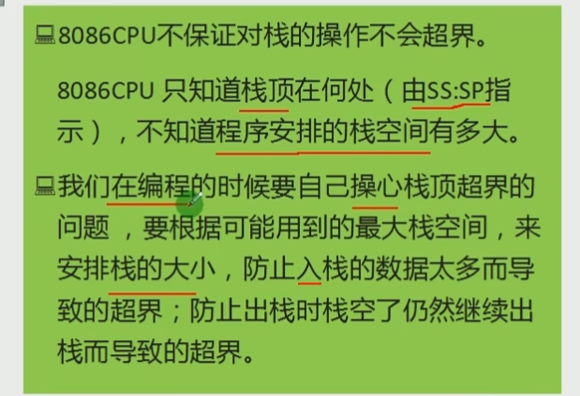 8086CPU不保证对栈的操作不会超界。
8086CPU 只知道栈顶在何处（由SS:SP指
示），不知道程序安排的栈空间有多大。
我们在编程的时候要自己操心栈顶超界的
问题 ，要根据可能用到的最大栈空间，来
安排栈的大小，防止入栈的数据太多而导
致的超界；防止出栈时栈空了仍然继续出
栈而导致的超界。